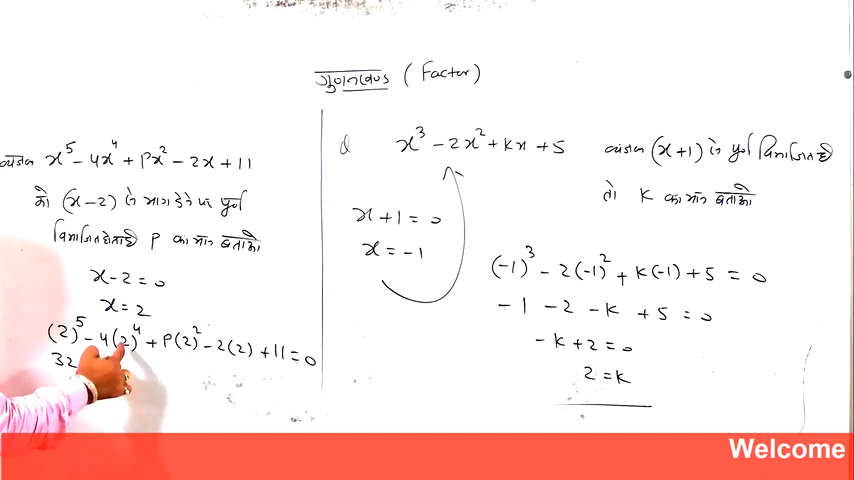 गुणनखण्ड (Factor)
व्यंजक x⁵ - 4x⁴ + Px² - 2x + 11
को (x-2) से भाग देने पर पूर्ण
विभाजित होता है P का मान बताओ
x - 2 = 0
x = 2
(2)⁵ - 4(2)⁴ + P(2)² - 2(2) + 11 = 0
32
x³ - 2x² + kx + 5 व्यंजक (x+1) से पूर्ण विभाजित है
तो K का मान बताओ
x + 1 = 0
x = -1
(-1)³ - 2(-1)² + k(-1) + 5 = 0
-1 - 2 - k + 5 = 0
-k + 2 = 0
2 = k
Welcome